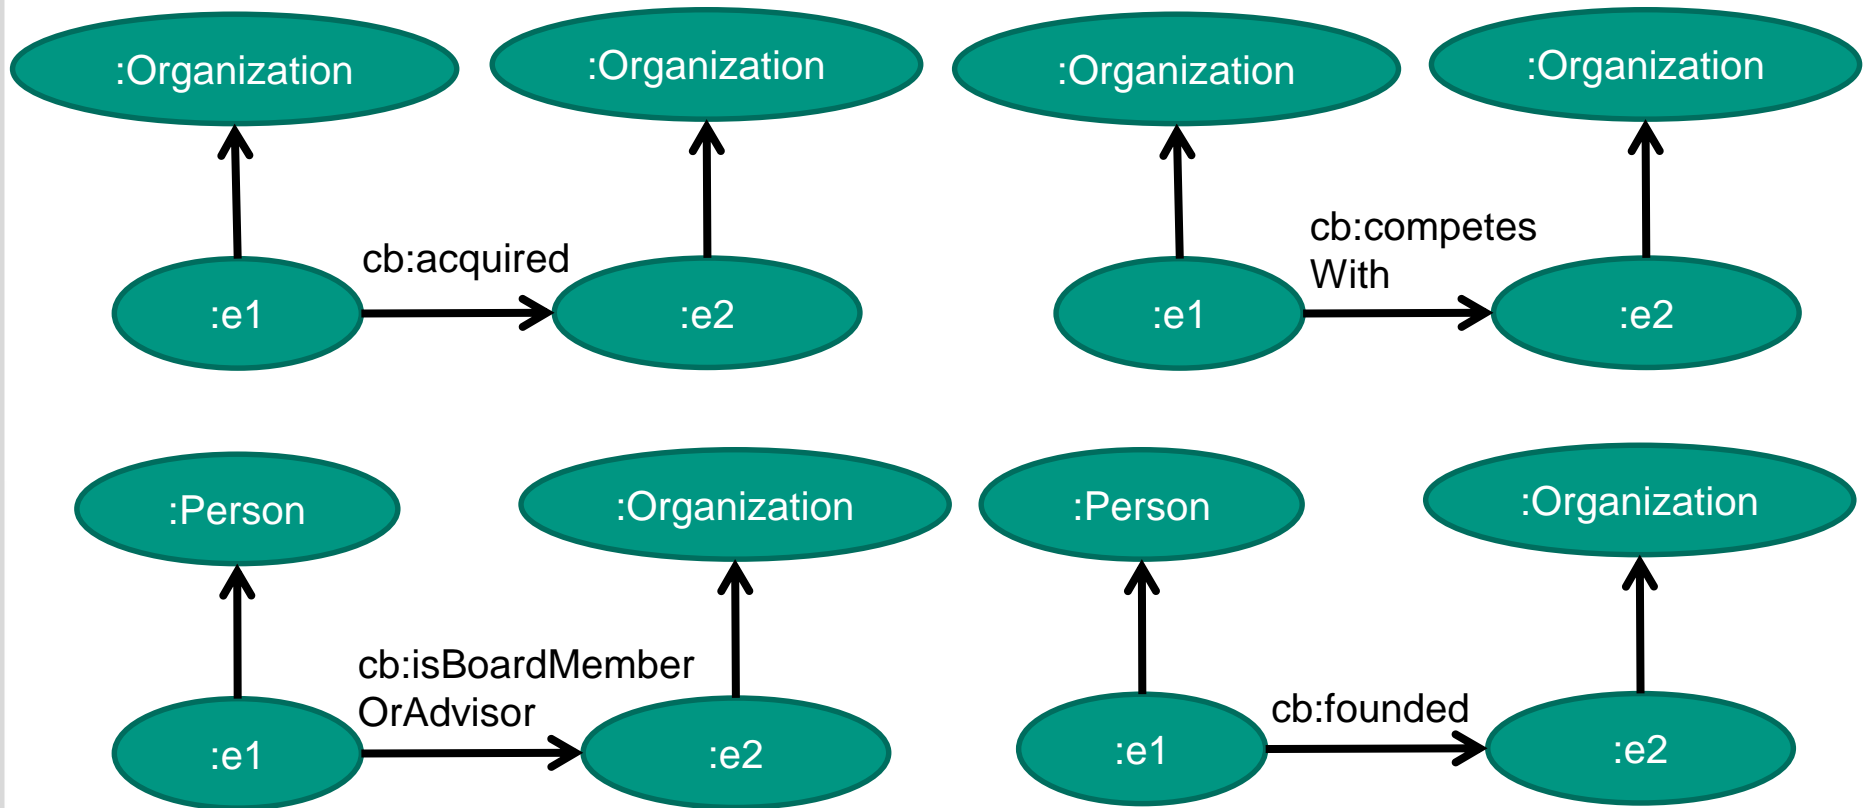 :Organization
:Organization
:Organization
:Organization
cb:acquired
:e1
:e2
cb:competes
With
:e1
:e2
:Person
:Organization
:Person
:Organization
cb:isBoardMember
OrAdvisor
:e1
:e2
cb:founded
:e1
:e2